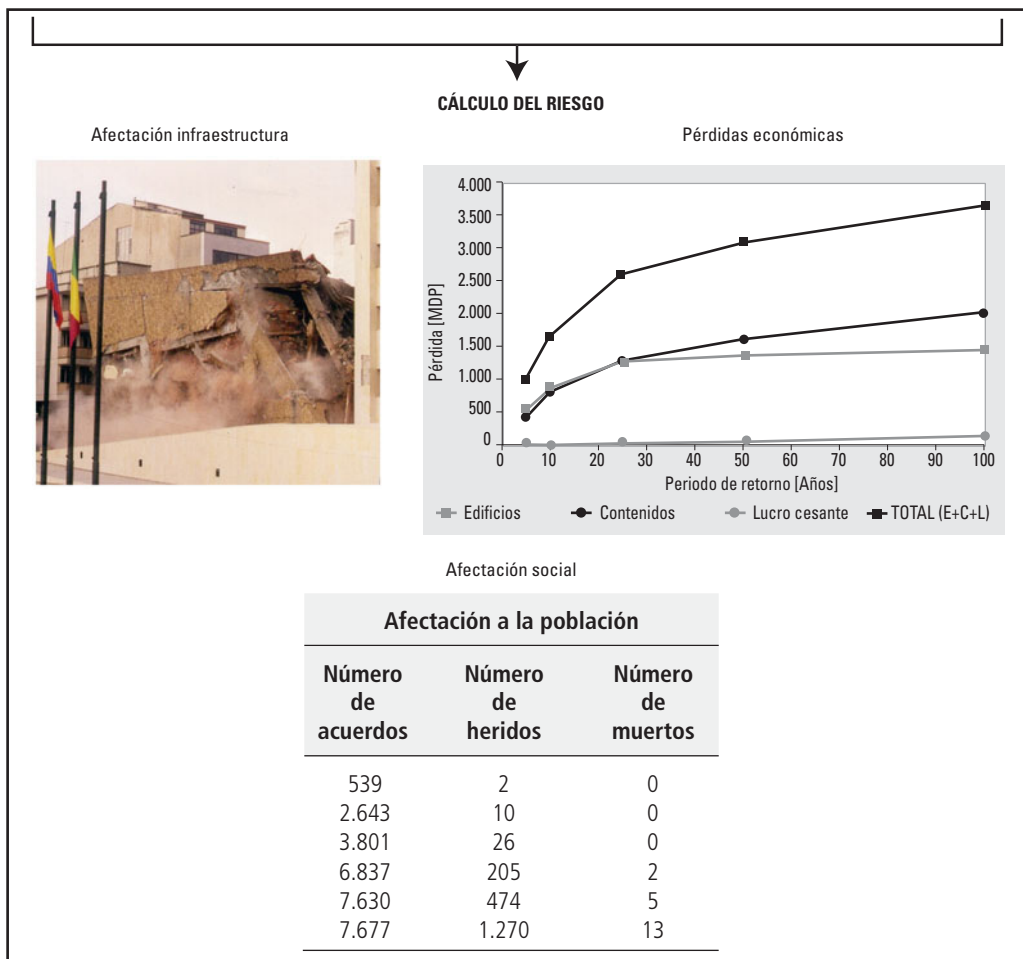 CÁLCULO DEL RIESGO
Afectación infraestructura
Pérdidas económicas
Pérdida [MDP]
4.000
3.500
3.000
2.500
2.000
1.500
1.000
500
0
0 10 20 30 40 50 60 70 80 90 100
Periodo de retorno [Años]
Edificios Contenidos Lucro cesante TOTAL (E+C+L)
Afectación social
Afectación a la población
Número de acuerdos
Número de heridos
Número de muertos
539 2 0
2.643 10 0
3.801 26 0
6.837 205 2
7.630 474 5
7.677 1.270 13